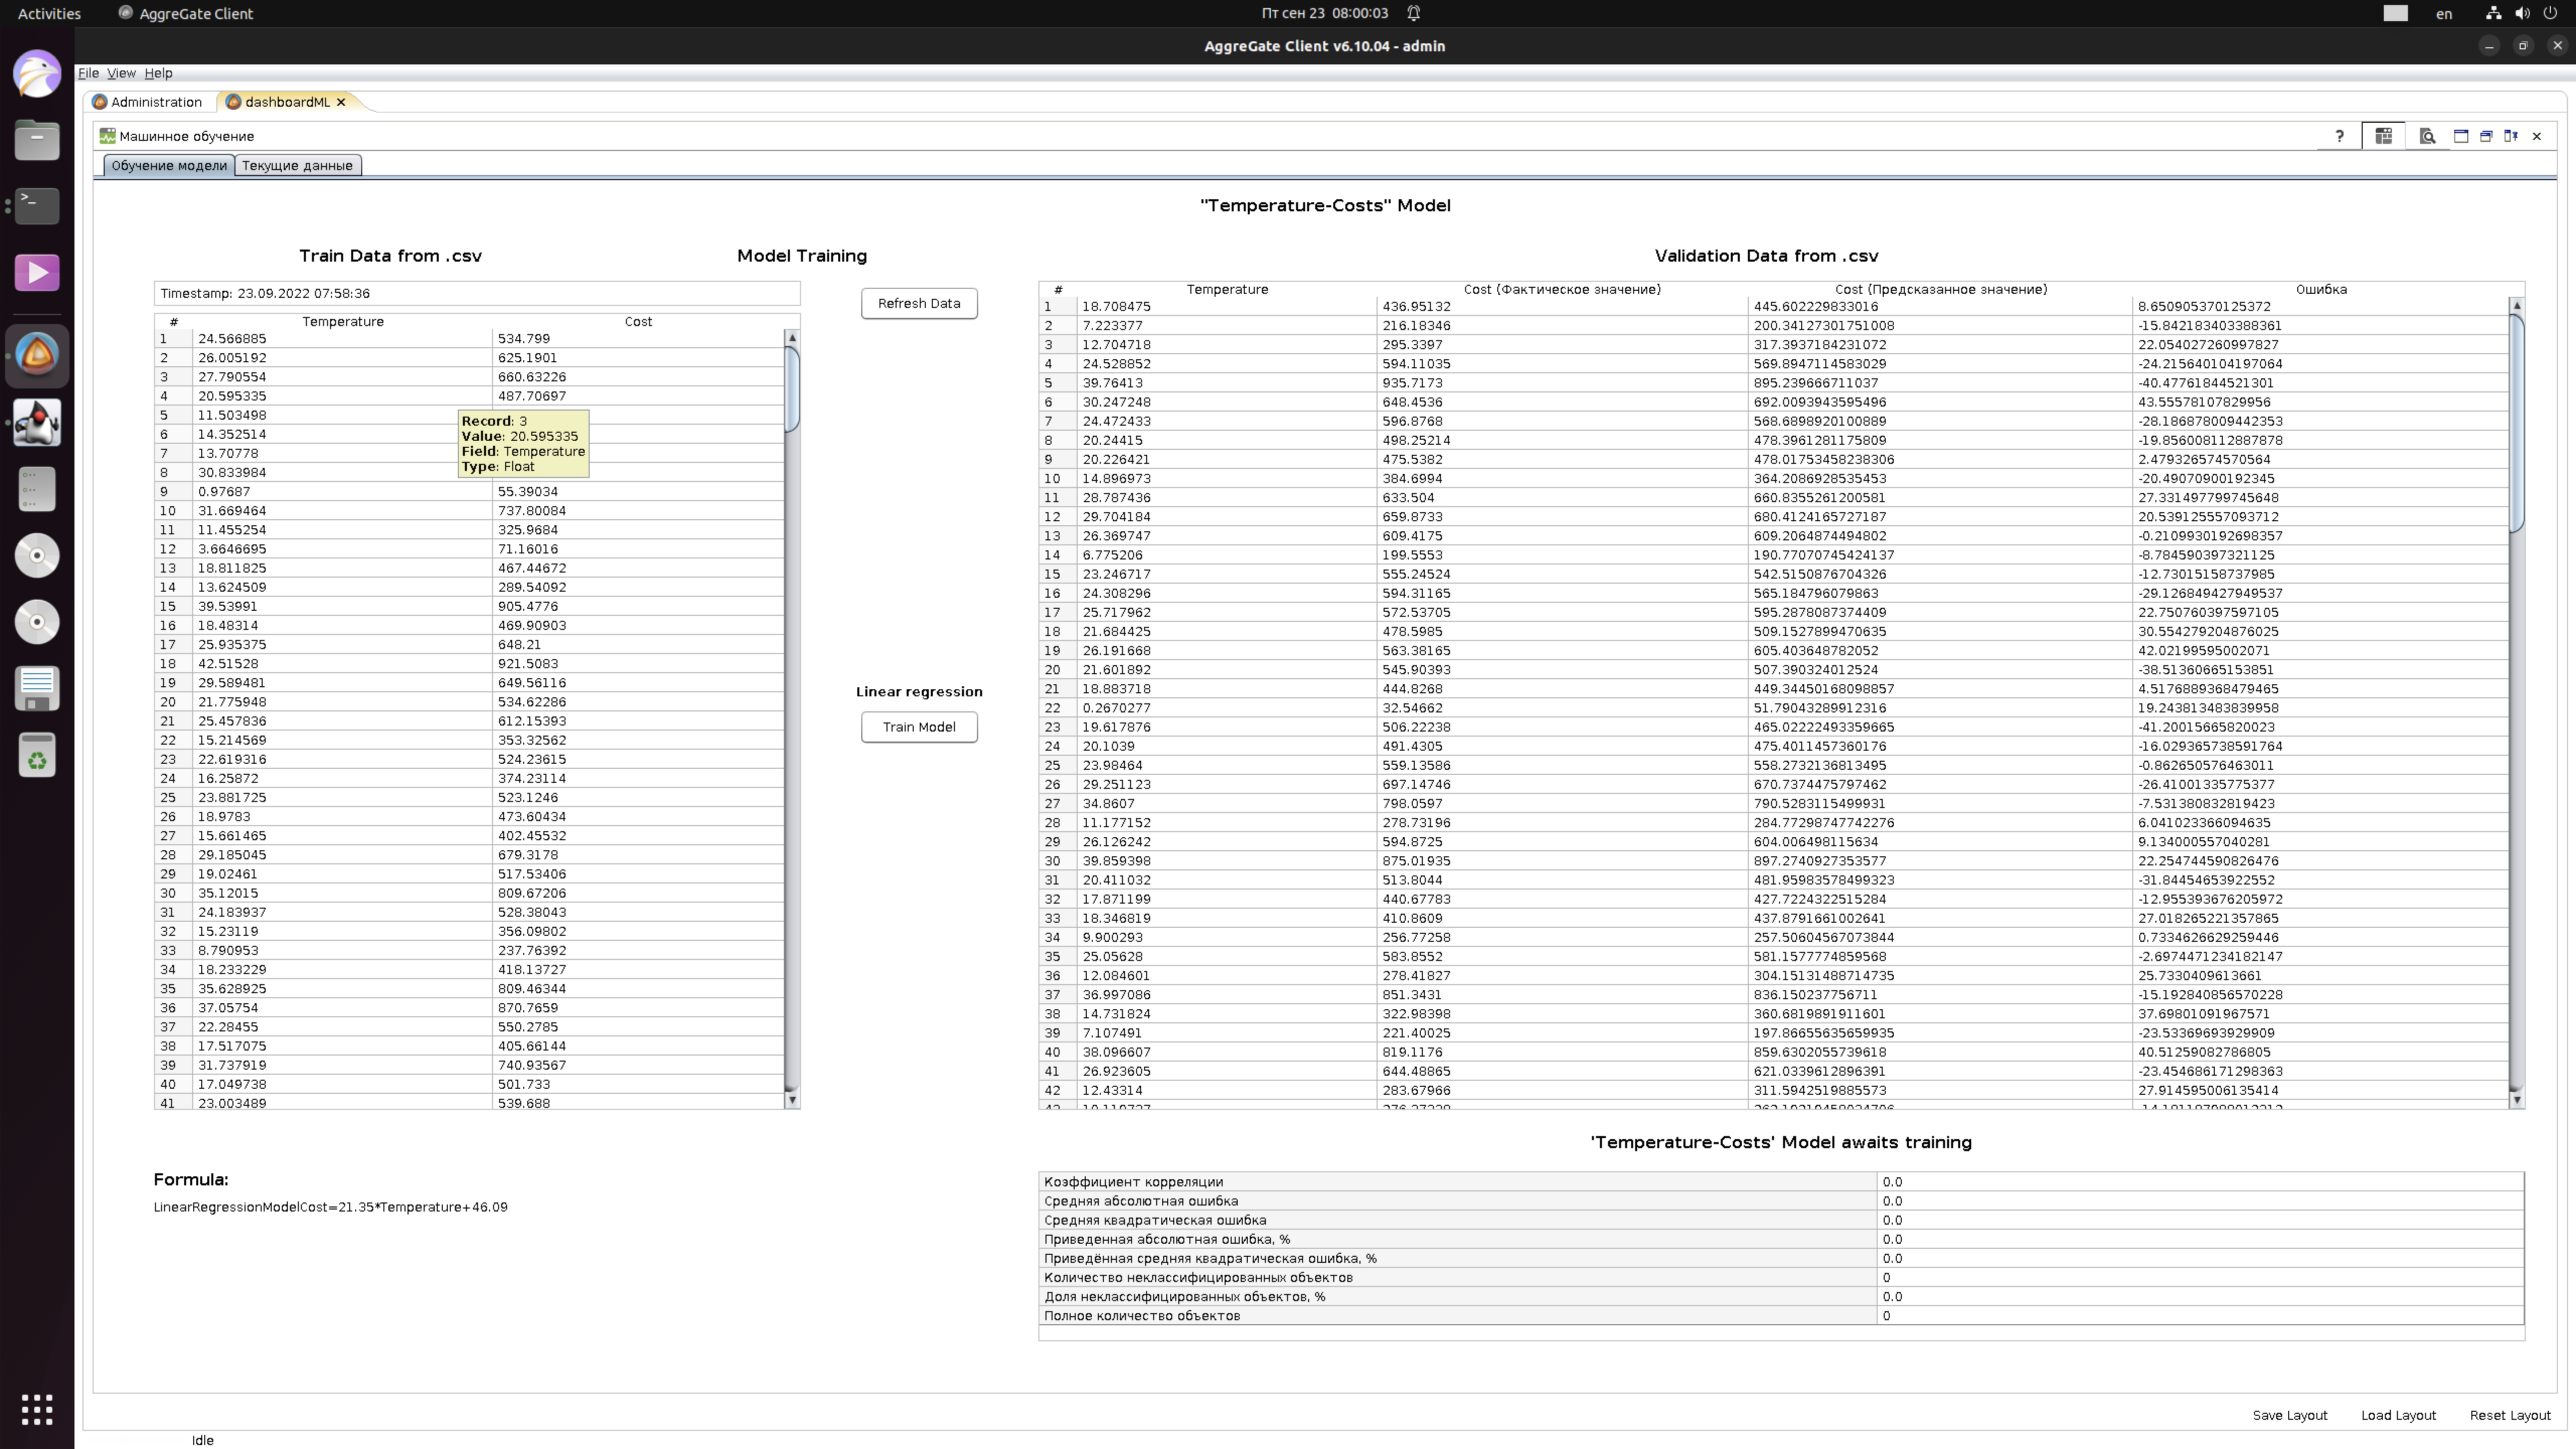 Activities AggreGate Client Пт сен 23 08:00:03 en
AggreGate Client v6.10.04 - admin
File View Help
Administration dashboardML
Машинное обучение
Обучение модели Текущие данные
"Temperature-Costs" Model
Train Data from .csv Model Training Validation Data from .csv
Timestamp: 23.09.2022 07:58:36
Refresh Data
# Temperature Cost
1 24.566885 534.799
2 26.005192 625.1901
3 27.790554 660.63226
4 20.595335 487.70697
5 11.503498
6 14.352514
7 13.70778
8 30.833984
9 0.97687 55.39034
10 31.669464 737.80084
11 11.455254 325.9684
12 3.6646695 71.16016
13 18.811825 467.44672
14 13.624509 289.54092
15 39.53991 905.4776
16 18.48314 469.90903
17 25.935375 648.21
18 42.51528 921.5083
19 29.589481 649.56116
20 21.775948 534.62286
21 25.457836 612.15393
22 15.214569 353.32562
23 22.619316 524.23615
24 16.25872 374.23114
25 23.881725 523.1246
26 18.9783 473.60434
27 15.661465 402.45532
28 29.185045 679.3178
29 19.02461 517.53406
30 35.12015 809.67206
31 24.183937 528.38043
32 15.23119 356.09802
33 8.790953 237.76392
34 18.233229 418.13727
35 35.628925 809.46344
36 37.05754 870.7659
37 22.28455 550.2785
38 17.517075 405.66144
39 31.737919 740.93567
40 17.049738 501.733
41 23.003489 539.688
Record: 3
Value: 20.595335
Field: Temperature
Type: Float
Linear regression
Train Model
# Temperature Cost (Фактическое значение) Cost (Предсказанное значение) Ошибка
1 18.708475 436.95132 445.602229833016 8.650905370125372
2 7.223377 216.18346 200.34127301751008 -15.842183403388361
3 12.704718 295.3397 317.3937184231072 22.054027260997827
4 24.528852 594.11035 569.8947114583029 -24.215640104197064
5 39.76413 935.7173 895.239666711037 -40.47761844521301
6 30.247248 648.4536 692.0093943595496 43.55578107829956
7 24.472433 596.8768 568.6898920100889 -28.186878009442353
8 20.24415 498.25214 478.3961281175809 -19.8560081128​87878
9 20.226421 475.5382 478.01753458238306 2.479326574570564
10 14.896973 384.6994 364.2086928535453 -20.49070900192345
11 28.787436 633.504 660.8355261200581 27.331497799745648
12 29.704184 659.8733 680.4124165727187 20.539125557093712
13 26.369747 609.4175 609.2064874494802 -0.2109930192698357
14 6.775206 199.5553 190.77070745424137 -8.784590397321125
15 23.246717 555.24524 542.5150876704326 -12.73015158737985
16 24.308296 594.31165 565.184796079863 -29.126849427949537
17 25.717962 572.53705 595.2878087374409 22.750760397597105
18 21.684425 478.5985 509.1527899470635 30.554279204876025
19 26.191668 563.38165 605.403648782052 42.02199595002071
20 21.601892 545.90393 507.390324012524 -38.51360665153851
21 18.883718 444.8268 449.34450168098857 4.5176889368479465
22 0.2670277 32.54662 51.79043289912316 19.243813483839958
23 19.617876 506.22238 465.02222493359665 -41.20015665820023
24 20.1039 491.4305 475.4011457360176 -16.029365738591764
25 23.98464 559.13586 558.2732136813495 -0.862650576463011
26 29.251123 697.14746 670.7374475797462 -26.41001335775377
27 34.8607 798.0597 790.5283115499931 -7.531380832819423
28 11.177152 278.73196 284.77298747742276 6.041023366094635
29 26.126242 594.8725 604.006498115634 9.134000557040281
30 39.859398 875.01935 897.2740927353577 22.254744590826476
31 20.411032 513.8044 481.95983578499323 -31.84454653922552
32 17.871199 440.67783 427.7224322515284 -12.955393676205972
33 18.346819 410.8609 437.8791661002641 27.018265221357865
34 9.900293 256.77258 257.50604567073844 0.7334626629259446
35 25.05628 583.8552 581.1577774859568 -2.6974471234182147
36 12.084601 278.41827 304.15131488714735 25.7330409613661
37 36.997086 851.3431 836.150237756711 -15.192840856570228
38 14.731824 322.98398 360.6819891911601 37.69801091967571
39 7.107491 221.40025 197.86655635659935 -23.53369693929909
40 38.096607 819.1176 859.6302055739618 40.51259082786805
41 26.923605 644.48865 621.0339612896391 -23.454686171298363
42 12.43314 283.67966 311.5942519885573 27.914595006135414
'Temperature-Costs' Model awaits training
Formula:
LinearRegressionModelCost=21.35*Temperature+46.09
Коэффициент корреляции 0.0
Средняя абсолютная ошибка 0.0
Средняя квадратическая ошибка 0.0
Приведенная абсолютная ошибка, % 0.0
Приведённая средняя квадратическая ошибка, % 0.0
Количество неклассифицированных объектов 0
Доля неклассифицированных объектов, % 0.0
Полное количество объектов 0
Save Layout Load Layout Reset Layout
Idle